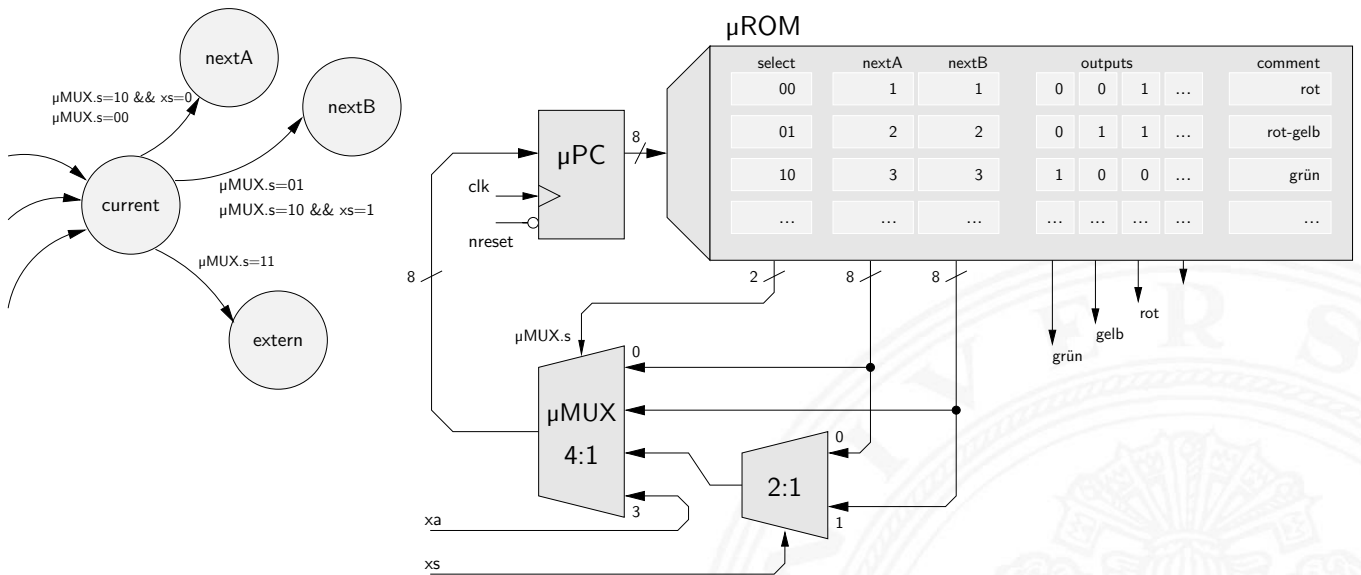 nextA
nextB
current
extern
µMUX.s=10 && xs=0
µMUX.s=00
µMUX.s=01
µMUX.s=10 && xs=1
µMUX.s=11
µROM
select nextA nextB outputs comment
00 1 1 0 0 1 ... rot
01 2 2 0 1 1 ... rot-gelb
10 3 3 1 0 0 ... grün
... ... ... ... ... ... ... ...
µPC
8
clk
nreset
8
2
8
8
grün
gelb
rot
µMUX.s
0
µMUX
4:1
3
0
2:1
1
xa
xs
IVERS